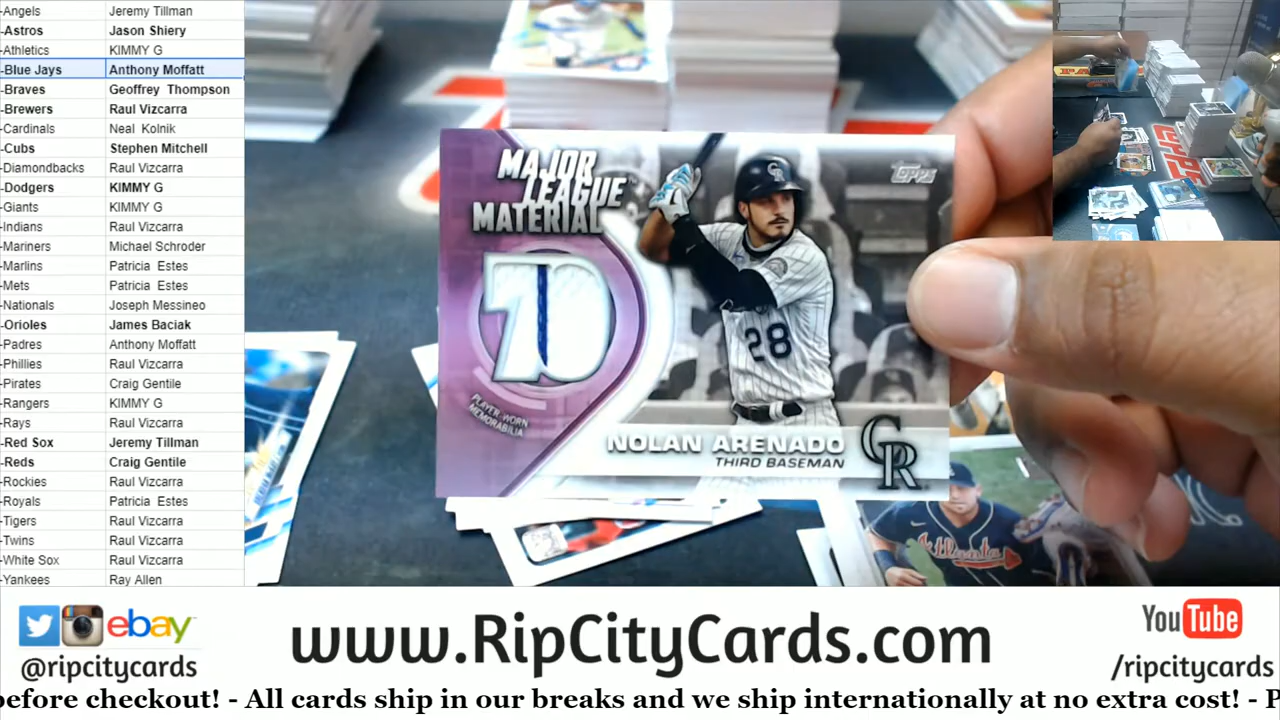 -Angels Jeremy Tillman
-Astros Jason Shiery
-Athletics KIMMY G
-Blue Jays Anthony Moffatt
-Braves Geoffrey Thompson
-Brewers Raul Vizcarra
-Cardinals Neal Kolnik
-Cubs Stephen Mitchell
-Diamondbacks Raul Vizcarra
-Dodgers KIMMY G
-Giants KIMMY G
-Indians Raul Vizcarra
-Mariners Michael Schroder
-Marlins Patricia Estes
-Mets Patricia Estes
-Nationals Joseph Messineo
-Orioles James Baciak
-Padres Anthony Moffatt
-Phillies Raul Vizcarra
-Pirates Craig Gentile
-Rangers KIMMY G
-Rays Raul Vizcarra
-Red Sox Jeremy Tillman
-Reds Craig Gentile
-Rockies Raul Vizcarra
-Royals Patricia Estes
-Tigers Raul Vizcarra
-Twins Raul Vizcarra
-White Sox Raul Vizcarra
-Yankees Ray Allen
MAJOR
LEAGUE™
MATERIAL
TOPPS
70
CR
28
PLAYER-WORN
MEMORABILIA
NOLAN ARENADO
THIRD BASEMAN
CR
Atlanta
ebay™
@ripcitycards
www.RipCityCards.com
YouTube
/ripcitycards
before checkout! - All cards ship in our breaks and we ship internationally at no extra cost! -